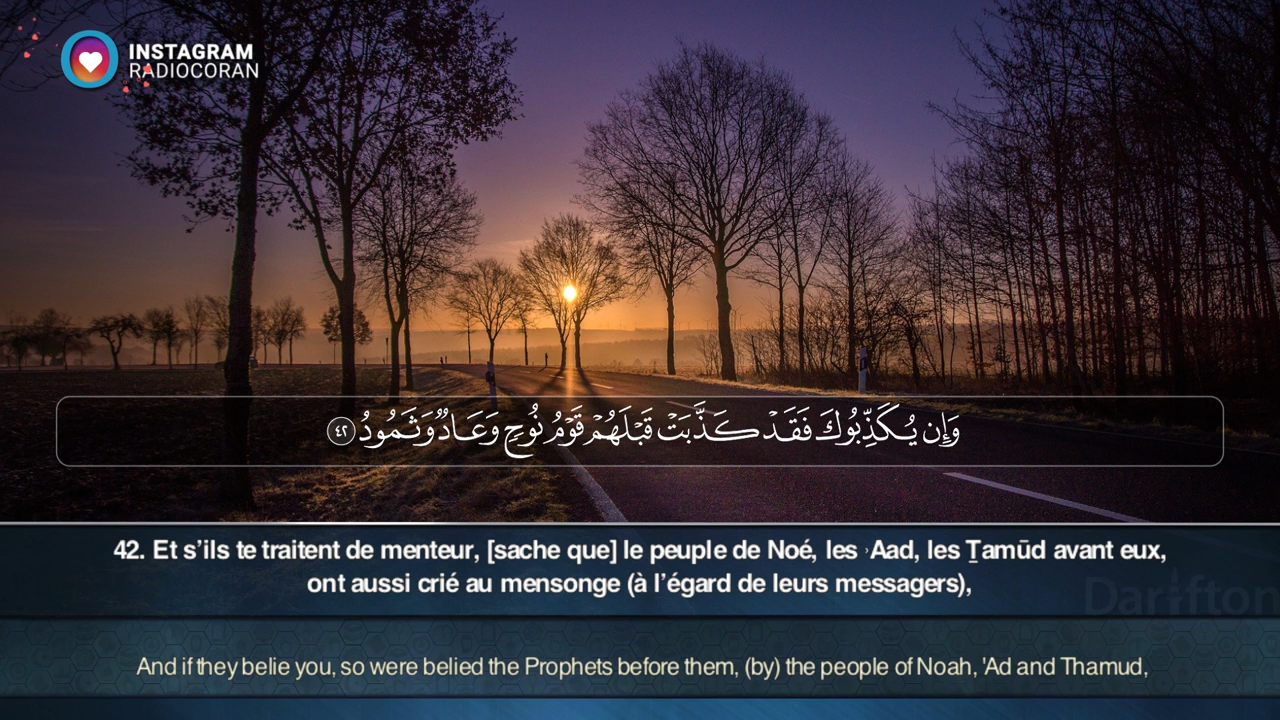 INSTAGRAM
RADIOCORAN
وَإِن يُكَذِّبُوكَ فَقَدْ كَذَّبَتْ قَبْلَهُمْ قَوْمُ نُوحٍ وَعَادٌ وَثَمُودُ ٤٢
42. Et s’ils te traitent de menteur, [sache que] le peuple de Noé, les ʾAad, les Ṯamūd avant eux,
ont aussi crié au mensonge (à l’égard de leurs messagers),
And if they belie you, so were belied the Prophets before them, (by) the people of Noah, 'Ad and Thamud,